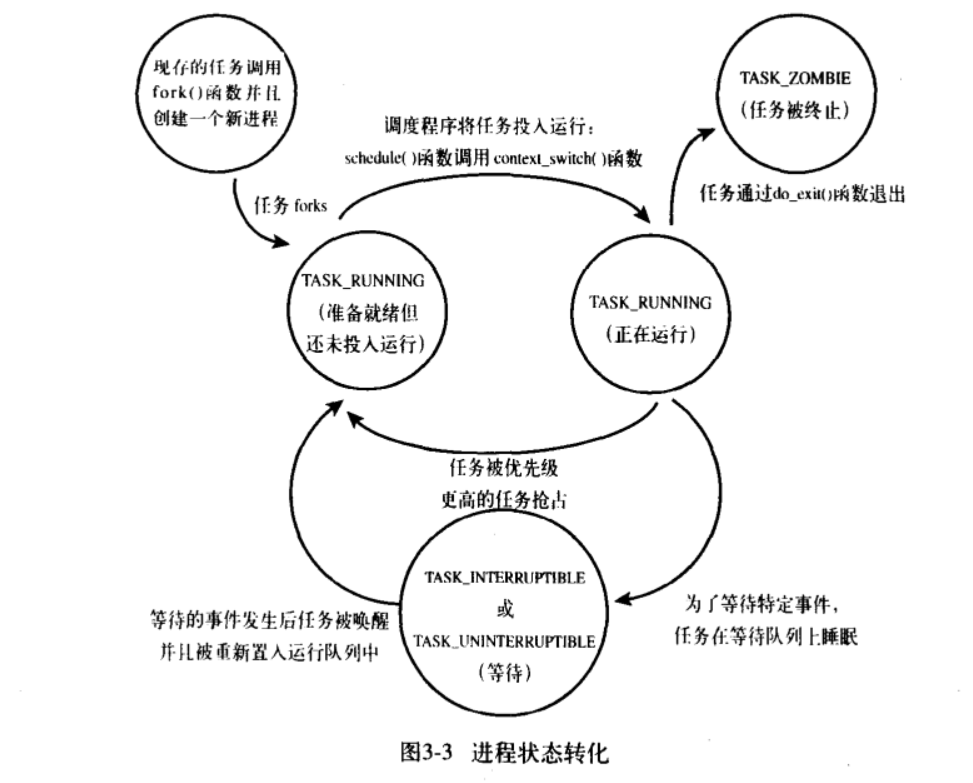 现存的任务调用
fork()函数并且
创建一个新进程
TASK_ZOMBIE
(任务被终止)
调度程序将任务投入运行:
schedule( )函数调用 context_switch( )函数
任务通过do_exit()函数退出
任务 forks
TASK_RUNNING
(准备就绪但
还未投入运行)
TASK_RUNNING
(正在运行)
任务被优先级
更高的任务抢占
TASK_INTERRUPTIBLE
或
TASK_UNINTERRUPTIBLE
(等待)
等待的事件发生后任务被唤醒
并且被重新置入运行队列中
为了等待特定事件,
任务在等待队列上睡眠
图3-3 进程状态转化